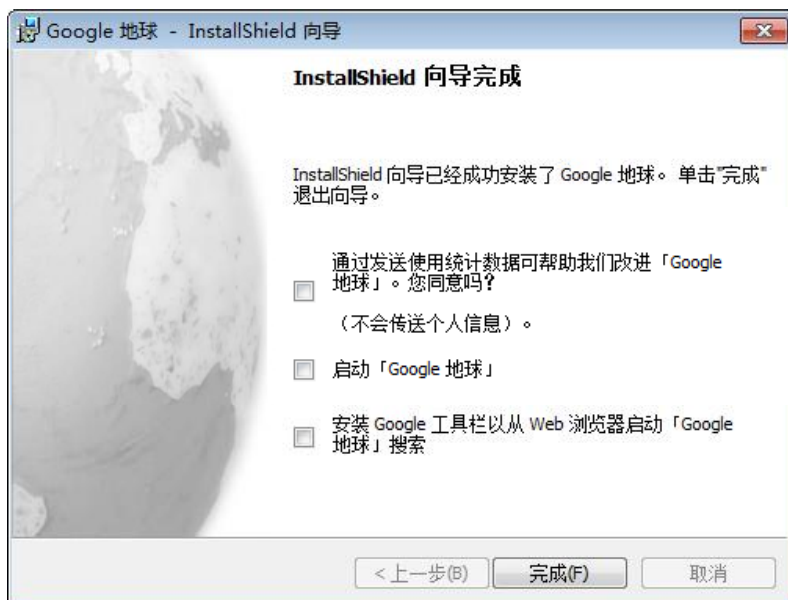 Google 地球 - InstallShield 向导
InstallShield 向导完成
InstallShield 向导已经成功安装了 Google 地球。 单击"完成"
退出向导。
通过发送使用统计数据可帮助我们改进「Google
地球」。您同意吗?
（不会传送个人信息）。
启动「Google 地球」
安装 Google 工具栏以从 Web 浏览器启动「Google
地球」搜索
<上一步(B)
完成(F)
取消